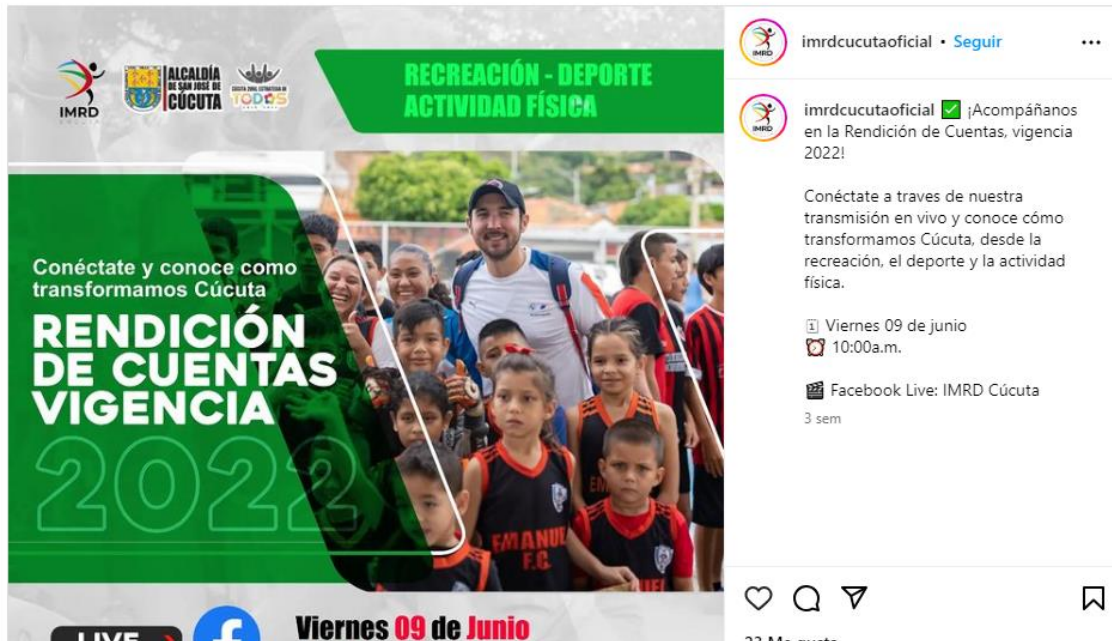 IMRD
ALCALDÍA
DE SAN JOSÉ DE
CÚCUTA
TODOS
RECREACIÓN - DEPORTE
ACTIVIDAD FÍSICA
Conéctate y conoce como
transformamos Cúcuta
RENDICIÓN
DE CUENTAS
VIGENCIA
2022
EMANUEL
F.C.
LIVE
Viernes 09 de Junio
imrdcucutaoficial • Seguir
imrdcucutaoficial ✅ ¡Acompáñanos
en la Rendición de Cuentas, vigencia
2022!
Conéctate a traves de nuestra
transmisión en vivo y conoce cómo
transformamos Cúcuta, desde la
recreación, el deporte y la actividad
física.
🗓 Viernes 09 de junio
⏰ 10:00a.m.
🎬 Facebook Live: IMRD Cúcuta
3 sem